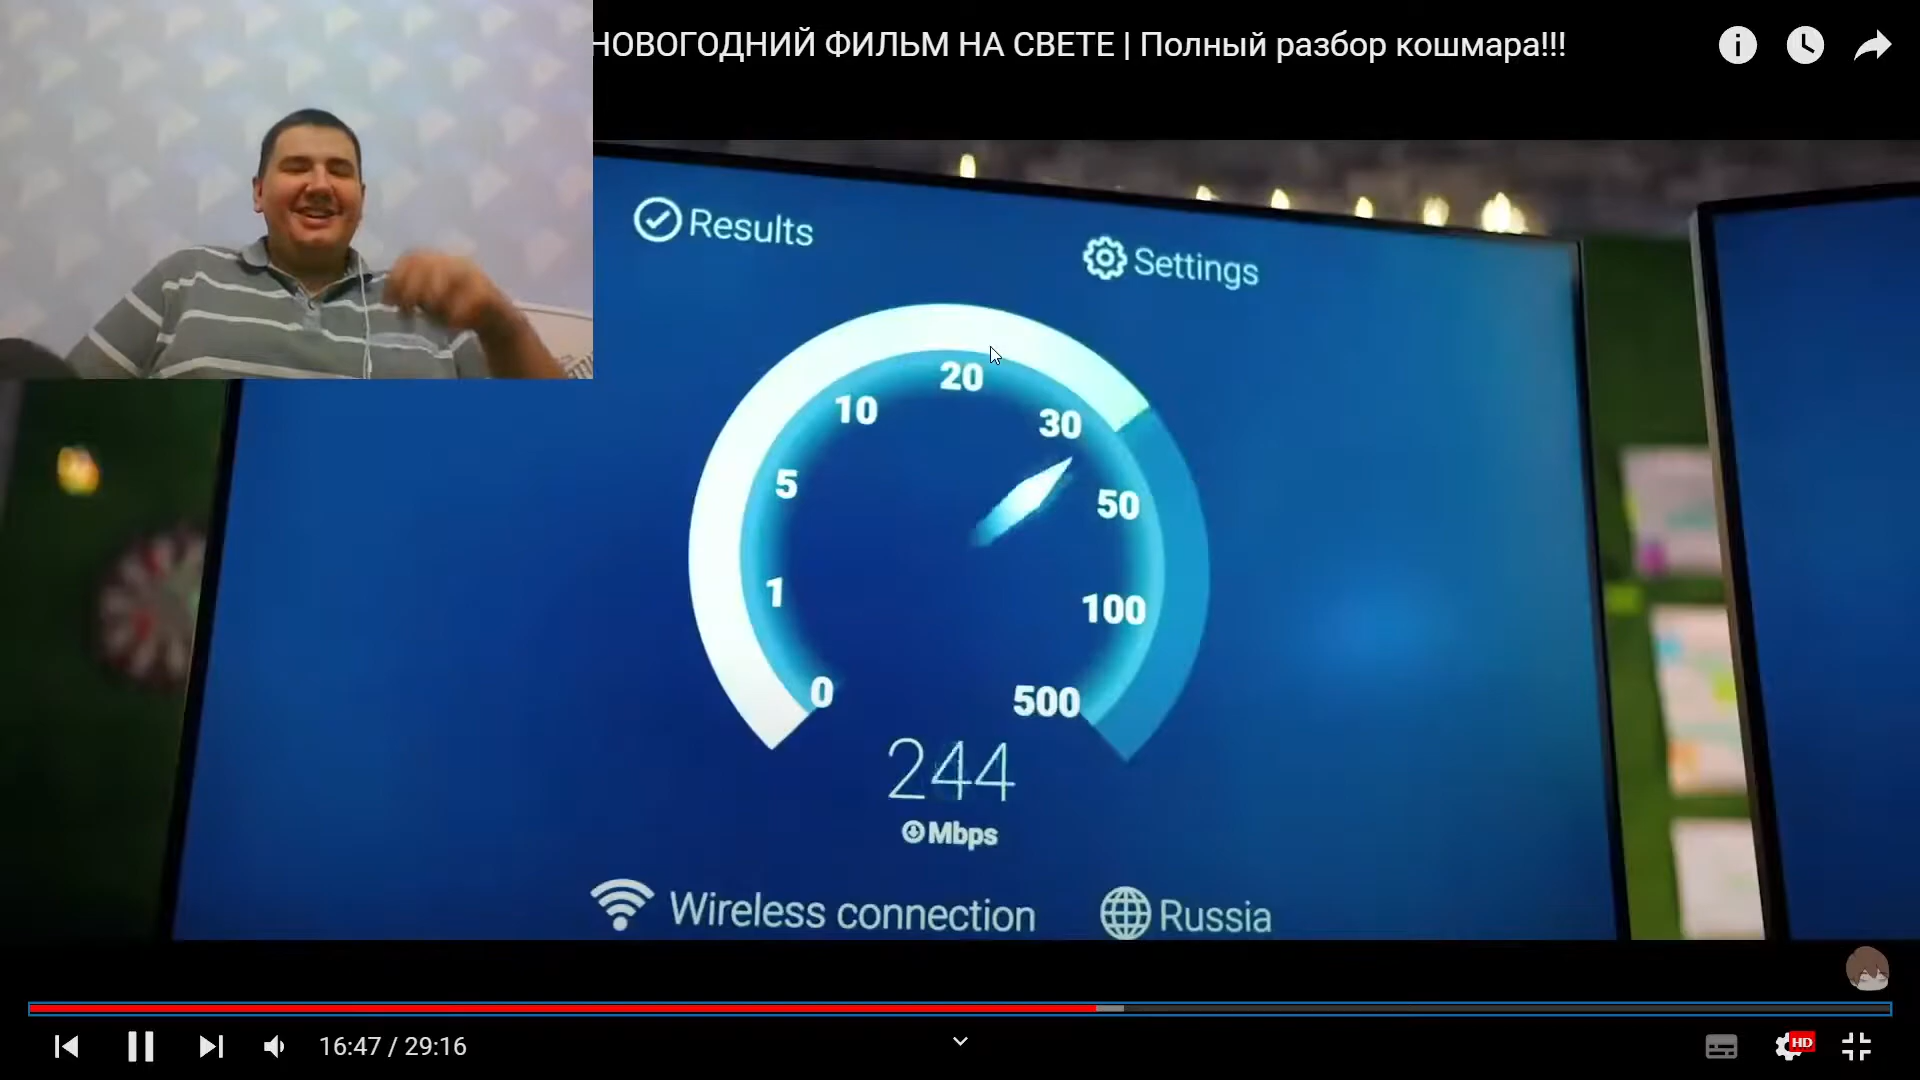 НОВОГОДНИЙ ФИЛЬМ НА СВЕТЕ | Полный разбор кошмара!!!
Results
Settings
20
10
30
5
50
1
100
0
500
244
Mbps
Wireless connection
Russia
16:47 / 29:16
HD